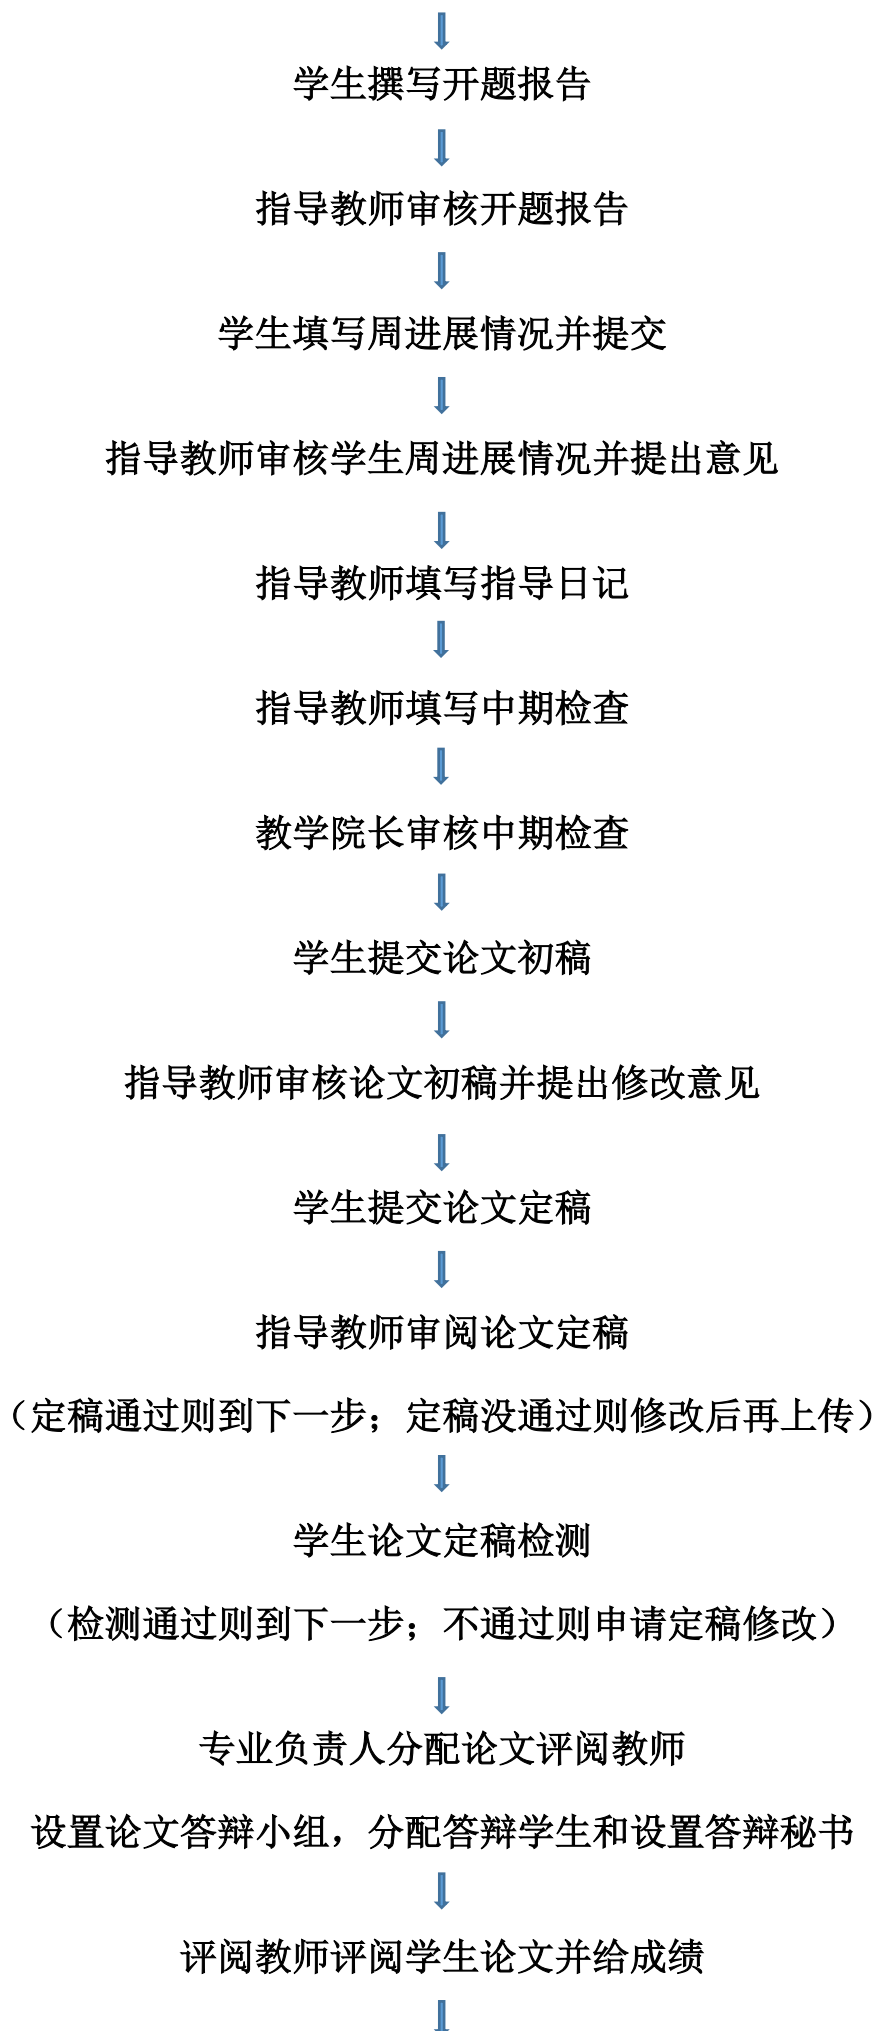 学生撰写开题报告
指导教师审核开题报告
学生填写周进展情况并提交
指导教师审核学生周进展情况并提出意见
指导教师填写指导日记
指导教师填写中期检查
教学院长审核中期检查
学生提交论文初稿
指导教师审核论文初稿并提出修改意见
学生提交论文定稿
指导教师审阅论文定稿
（定稿通过则到下一步；定稿没通过则修改后再上传）
学生论文定稿检测
（检测通过则到下一步；不通过则申请定稿修改）
专业负责人分配论文评阅教师
设置论文答辩小组，分配答辩学生和设置答辩秘书
评阅教师评阅学生论文并给成绩